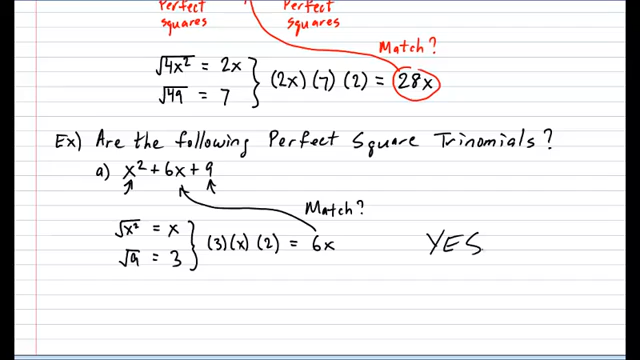 Perfect Perfect
squares squares
Match?
√4x² = 2x
√49 = 7 } (2x)(7)(2) = 28x
Ex) Are the following Perfect Square Trinomials?
a) x² + 6x + 9
Match?
√x² = x
√9 = 3 } (3)(x)(2) = 6x YES